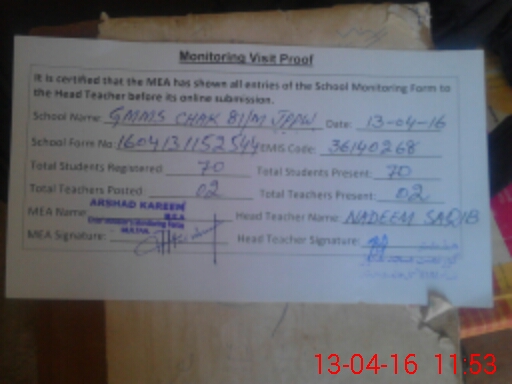 Monitoring Visit Proof
It is certified that the MEA has shown all entries of the School Monitoring Form to
the Head Teacher before its online submission.
School Name: GMMS CHAK 81/M JPPW Date: 13-04-16
School Form No: 1604131152544 EMIS Code: 36140268
Total Students Registered: 70 Total Students Present: 70
Total Teachers Posted: 02 Total Teachers Present: 02
MEA Name: ARSHAD KAREEM Head Teacher Name: NADEEM SAQIB
M.E.A
MEA Signature: Head Teacher Signature:
13-04-16 11:53